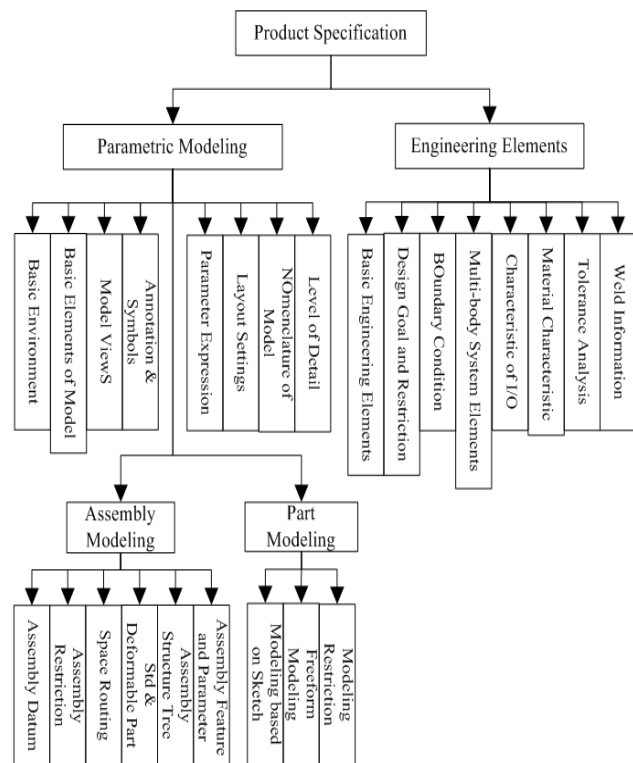 Product Specification
Parametric Modeling
Engineering Elements
Basic Environment
Basic Elements of Model
Model ViewS
Annotation &
Symbols
Parameter Expression
Layout Settings
NOmenclature of
Model
Level of Detail
Basic Engineering Elements
Design Goal and Restriction
BOundary Condition
Multi-body System Elements
Characteristic of I/O
Material Characteristic
Tolerance Analysis
Weld Information
Assembly
Modeling
Part
Modeling
Assembly Datum
Assembly
Restriction
Space Routing
Std &
Deformable Part
Assembly
Structure Tree
Assembly Feature
and Parameter
Modeling based
on Sketch
Freeform
Modeling
Modeling
Restriction